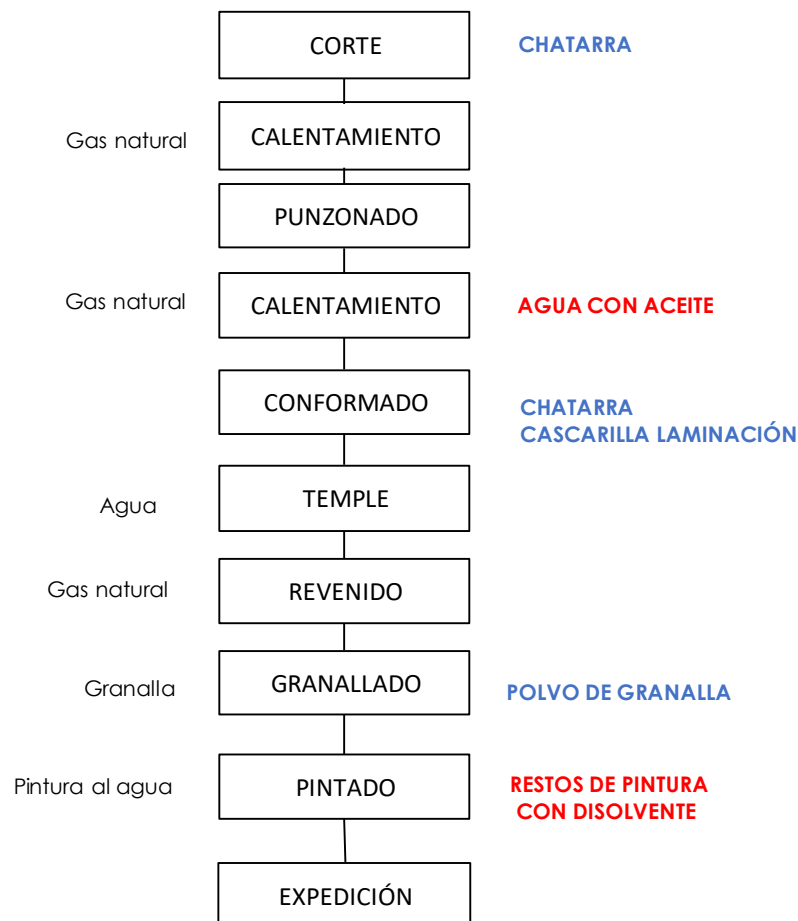 CORTE
CHATARRA
Gas natural
CALENTAMIENTO
PUNZONADO
Gas natural
CALENTAMIENTO
AGUA CON ACEITE
CONFORMADO
CHATARRA
CASCARILLA LAMINACIÓN
Agua
TEMPLE
Gas natural
REVENIDO
Granalla
GRANALLADO
POLVO DE GRANALLA
Pintura al agua
PINTADO
RESTOS DE PINTURA
CON DISOLVENTE
EXPEDICIÓN